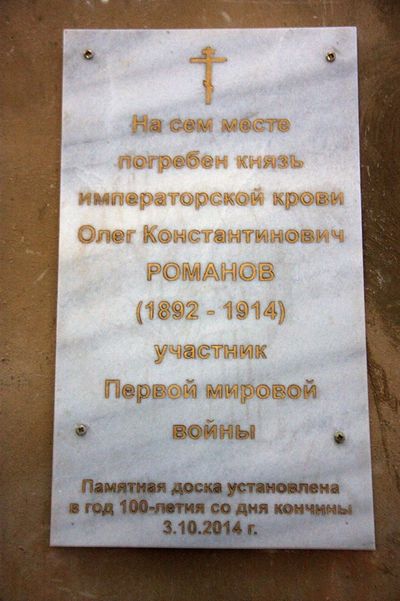 На сем месте
погребен князь
императорской крови
Олег Константинович
РОМАНОВ
(1892 - 1914)
участник
Первой мировой
войны
Памятная доска установлена
в год 100-летия со дня кончины
3.10.2014 г.